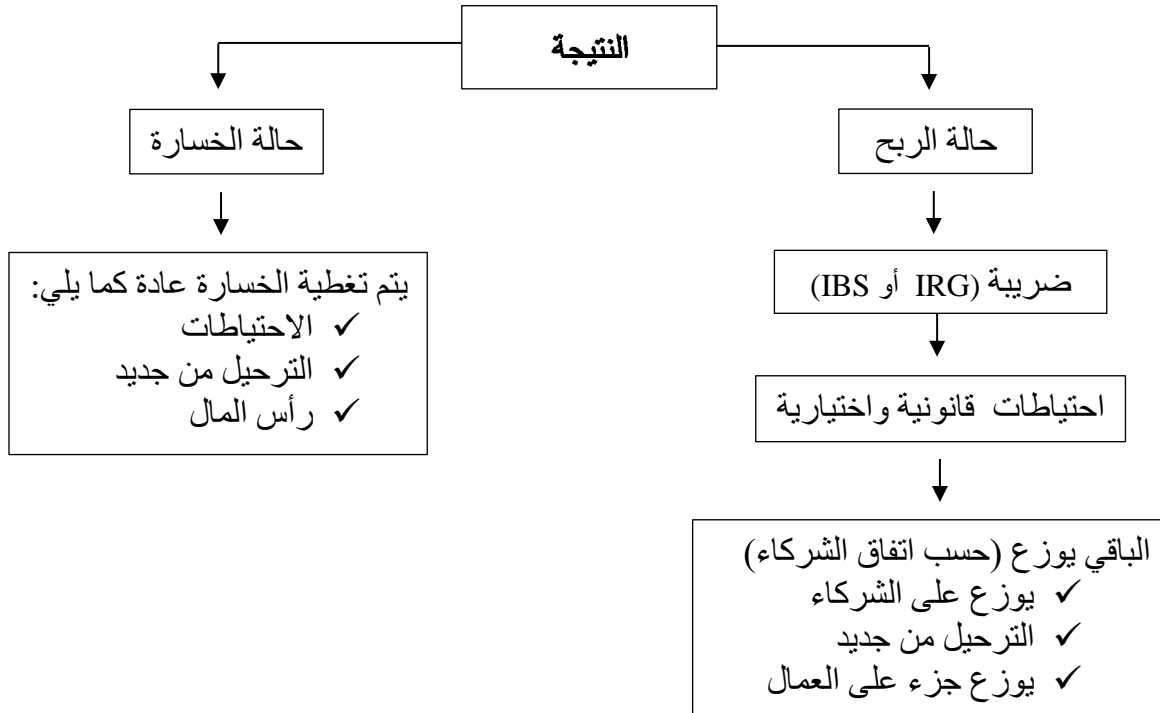 النتيجة
حالة الربح
ضريبة (IRG أو IBS)
احتياطات قانونية واختيارية
الباقي يوزع (حسب اتفاق الشركاء)
✓ يوزع على الشركاء
✓ الترحيل من جديد
✓ يوزع جزء على العمال
حالة الخسارة
يتم تغطية الخسارة عادة كما يلي:
✓ الاحتياطات
✓ الترحيل من جديد
✓ رأس المال